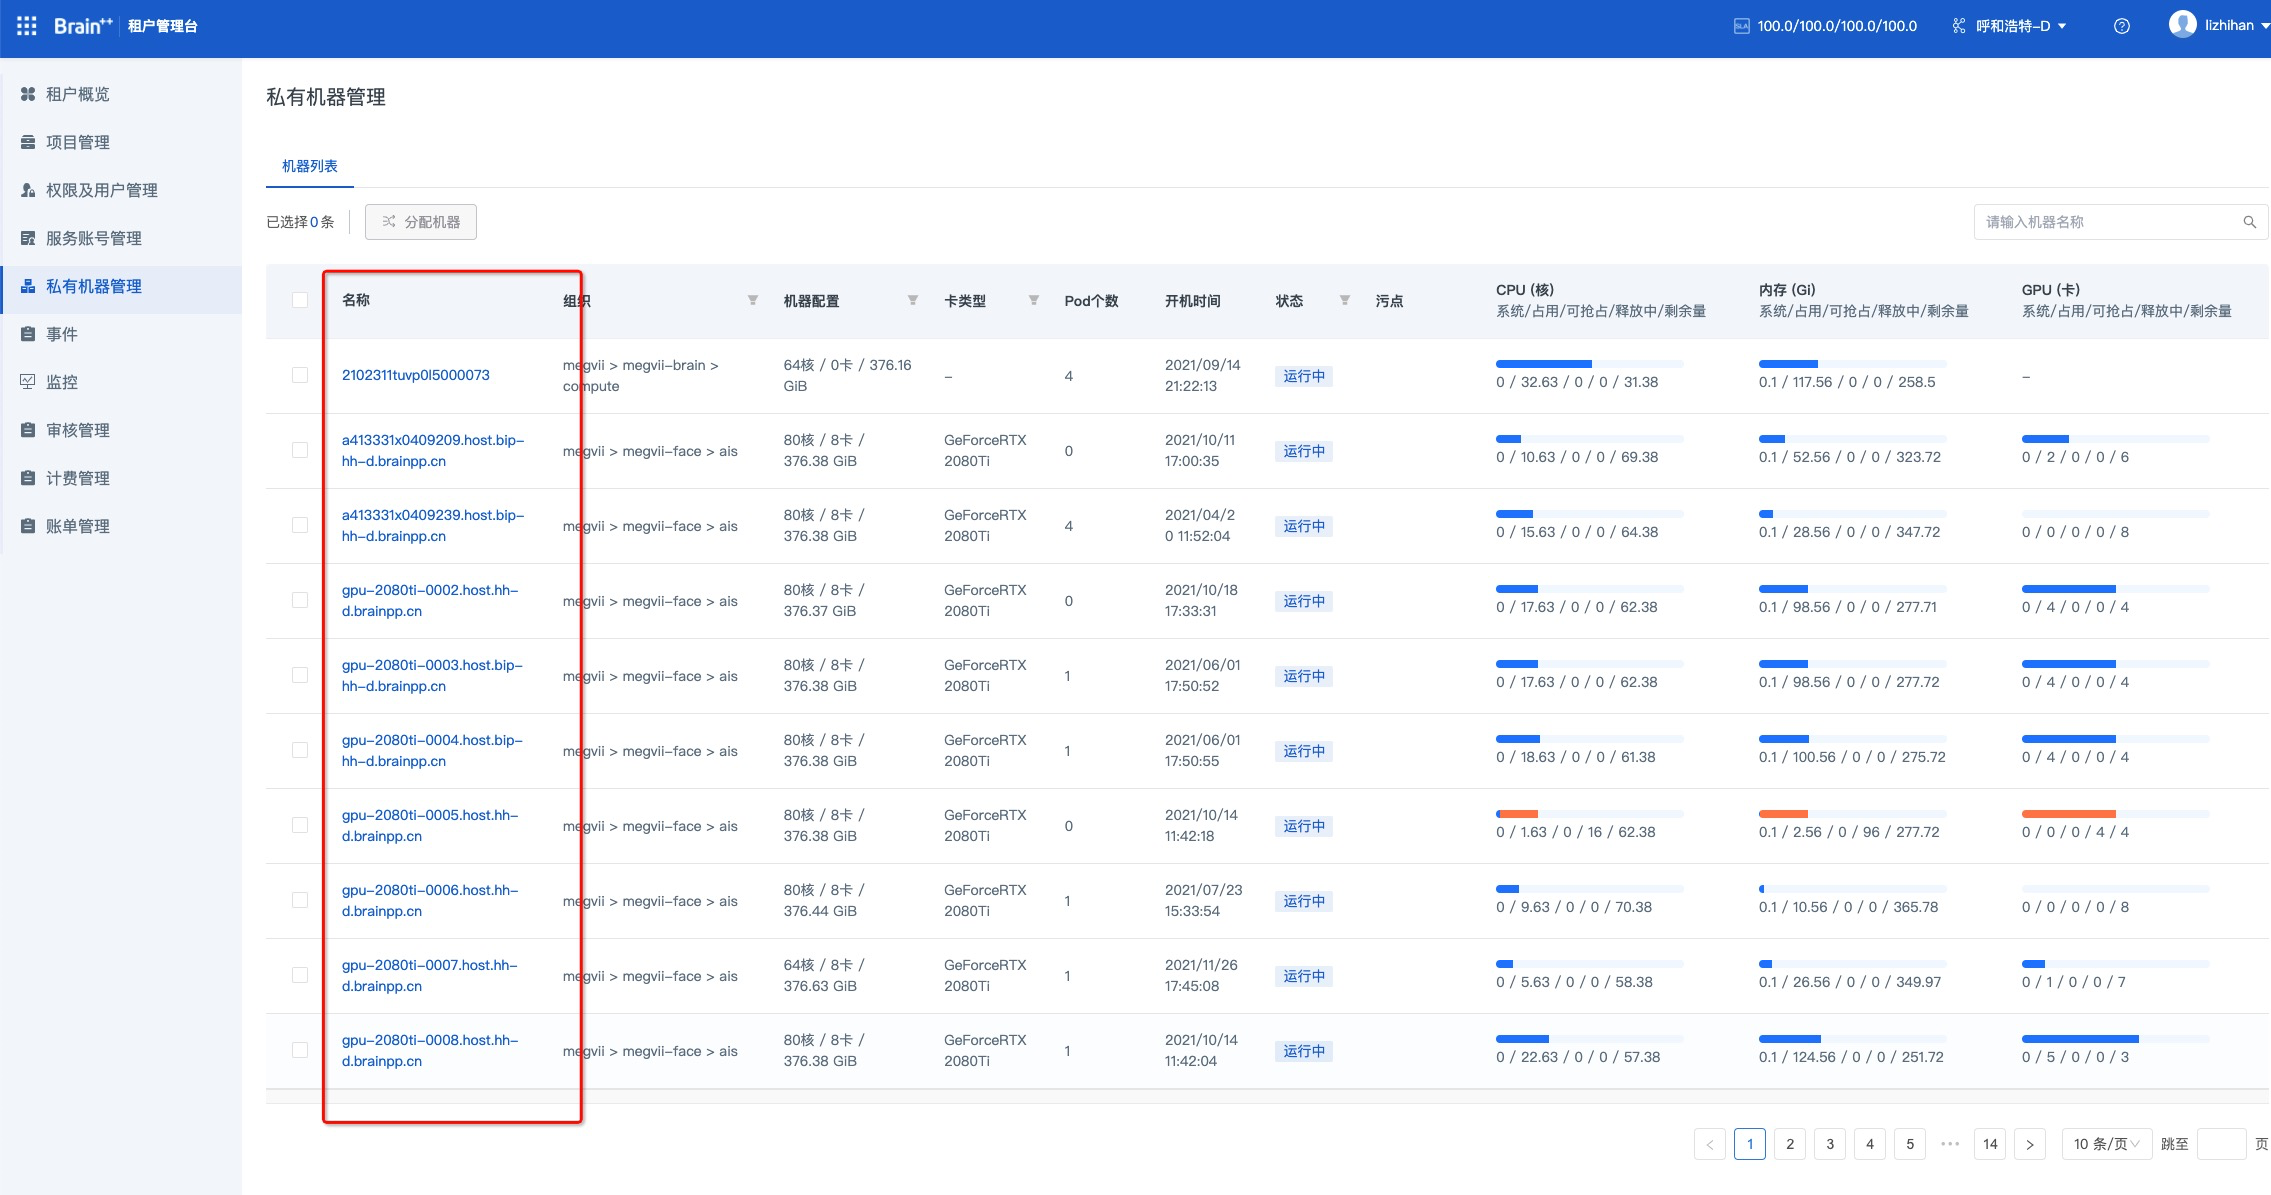 Brain++ 租户管理台
SLA 100.0/100.0/100.0/100.0 呼和浩特-D lizhihan
租户概览
项目管理
权限及用户管理
服务账号管理
私有机器管理
事件
监控
审核管理
计费管理
账单管理
私有机器管理
机器列表
已选择0条 分配机器
请输入机器名称
名称 组织 机器配置 卡类型 Pod个数 开机时间 状态 污点 CPU (核) 内存 (Gi) GPU (卡)
系统/占用/可抢占/释放中/剩余量 系统/占用/可抢占/释放中/剩余量 系统/占用/可抢占/释放中/剩余量
2102311tuvp0l5000073 megvii > megvii-brain > 64核 / 0卡 / 376.16 – 4 2021/09/14 运行中 0 / 32.63 / 0 / 0 / 31.38 0.1 / 117.56 / 0 / 0 / 258.5 –
compute GiB 21:22:13
a413331x0409209.host.bip- megvii > megvii-face > ais 80核 / 8卡 / GeForceRTX 0 2021/10/11 运行中 0 / 10.63 / 0 / 0 / 69.38 0.1 / 52.56 / 0 / 0 / 323.72 0 / 2 / 0 / 0 / 6
hh-d.brainpp.cn 376.38 GiB 2080Ti 17:00:35
a413331x0409239.host.bip- megvii > megvii-face > ais 80核 / 8卡 / GeForceRTX 4 2021/04/2 运行中 0 / 15.63 / 0 / 0 / 64.38 0.1 / 28.56 / 0 / 0 / 347.72 0 / 0 / 0 / 0 / 8
hh-d.brainpp.cn 376.38 GiB 2080Ti 0 11:52:04
gpu-2080ti-0002.host.hh- megvii > megvii-face > ais 80核 / 8卡 / GeForceRTX 0 2021/10/18 运行中 0 / 17.63 / 0 / 0 / 62.38 0.1 / 98.56 / 0 / 0 / 277.71 0 / 4 / 0 / 0 / 4
d.brainpp.cn 376.37 GiB 2080Ti 17:33:31
gpu-2080ti-0003.host.bip- megvii > megvii-face > ais 80核 / 8卡 / GeForceRTX 1 2021/06/01 运行中 0 / 17.63 / 0 / 0 / 62.38 0.1 / 98.56 / 0 / 0 / 277.72 0 / 4 / 0 / 0 / 4
hh-d.brainpp.cn 376.38 GiB 2080Ti 17:50:52
gpu-2080ti-0004.host.bip- megvii > megvii-face > ais 80核 / 8卡 / GeForceRTX 1 2021/06/01 运行中 0 / 18.63 / 0 / 0 / 61.38 0.1 / 100.56 / 0 / 0 / 275.72 0 / 4 / 0 / 0 / 4
hh-d.brainpp.cn 376.38 GiB 2080Ti 17:50:55
gpu-2080ti-0005.host.hh- megvii > megvii-face > ais 80核 / 8卡 / GeForceRTX 0 2021/10/14 运行中 0 / 1.63 / 0 / 16 / 62.38 0.1 / 2.56 / 0 / 96 / 277.72 0 / 0 / 0 / 4 / 4
d.brainpp.cn 376.38 GiB 2080Ti 11:42:18
gpu-2080ti-0006.host.hh- megvii > megvii-face > ais 80核 / 8卡 / GeForceRTX 1 2021/07/23 运行中 0 / 9.63 / 0 / 0 / 70.38 0.1 / 10.56 / 0 / 0 / 365.78 0 / 0 / 0 / 0 / 8
d.brainpp.cn 376.44 GiB 2080Ti 15:33:54
gpu-2080ti-0007.host.hh- megvii > megvii-face > ais 64核 / 8卡 / GeForceRTX 1 2021/11/26 运行中 0 / 5.63 / 0 / 0 / 58.38 0.1 / 26.56 / 0 / 0 / 349.97 0 / 1 / 0 / 0 / 7
d.brainpp.cn 376.63 GiB 2080Ti 17:45:08
gpu-2080ti-0008.host.hh- megvii > megvii-face > ais 80核 / 8卡 / GeForceRTX 1 2021/10/14 运行中 0 / 22.63 / 0 / 0 / 57.38 0.1 / 124.56 / 0 / 0 / 251.72 0 / 5 / 0 / 0 / 3
d.brainpp.cn 376.38 GiB 2080Ti 11:42:04
< 1 2 3 4 5 ••• 14 > 10 条/页 跳至 页